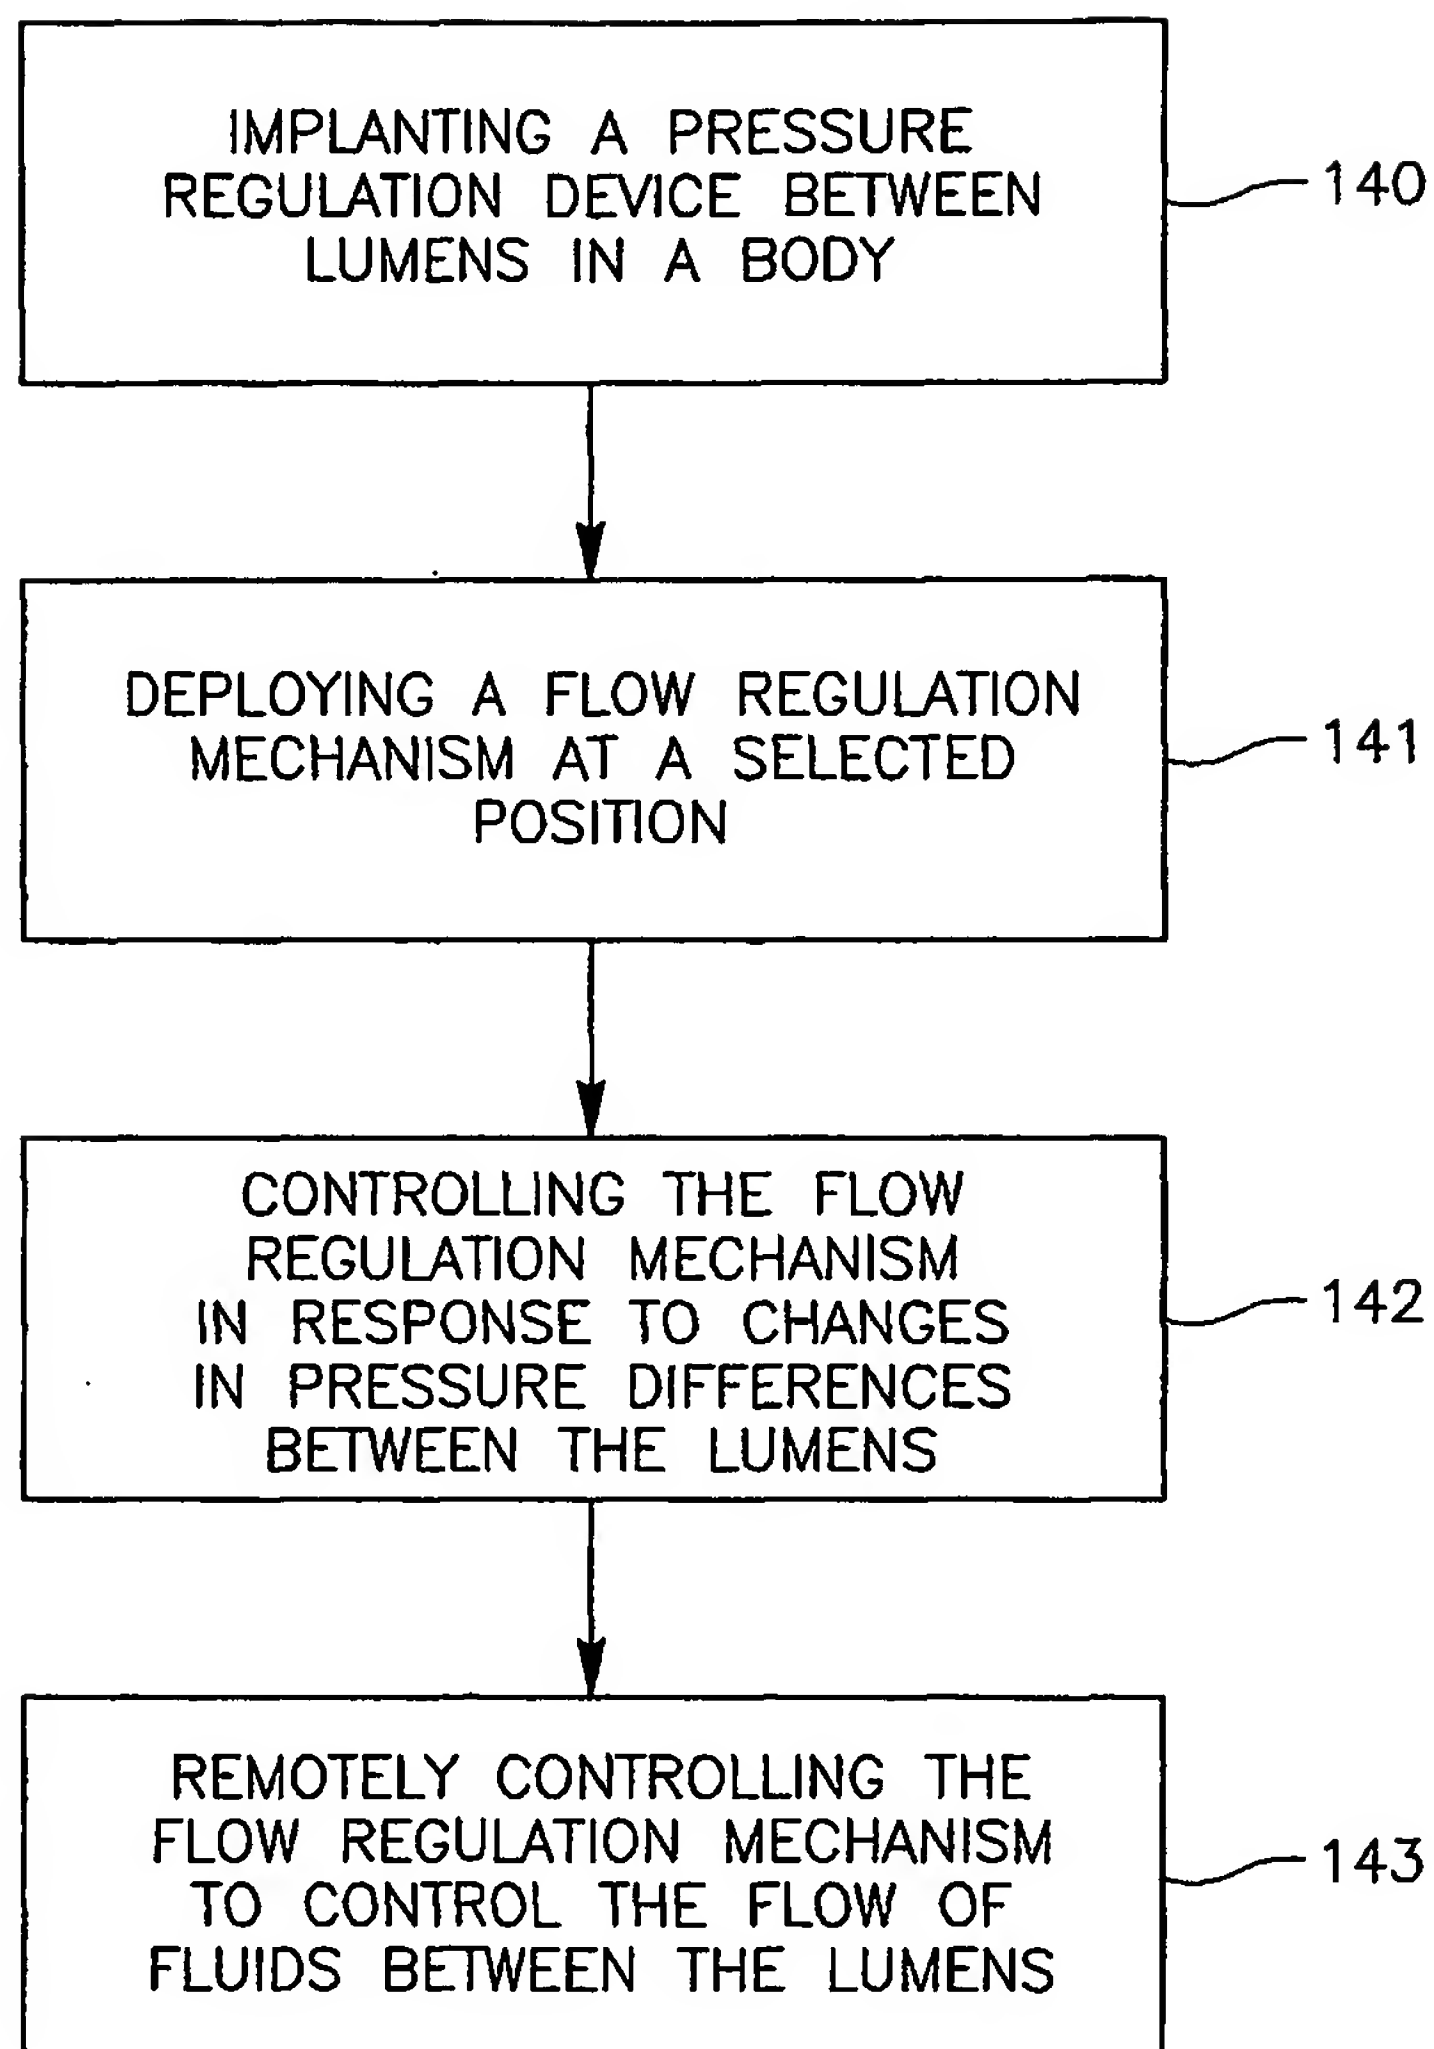 IMPLANTING A PRESSURE
REGULATION DEVICE BETWEEN
LUMENS IN A BODY
140
DEPLOYING A FLOW REGULATION
MECHANISM AT A SELECTED
POSITION
141
CONTROLLING THE FLOW
REGULATION MECHANISM
IN RESPONSE TO CHANGES
IN PRESSURE DIFFERENCES
BETWEEN THE LUMENS
142
REMOTELY CONTROLLING THE
FLOW REGULATION MECHANISM
TO CONTROL THE FLOW OF
FLUIDS BETWEEN THE LUMENS
143